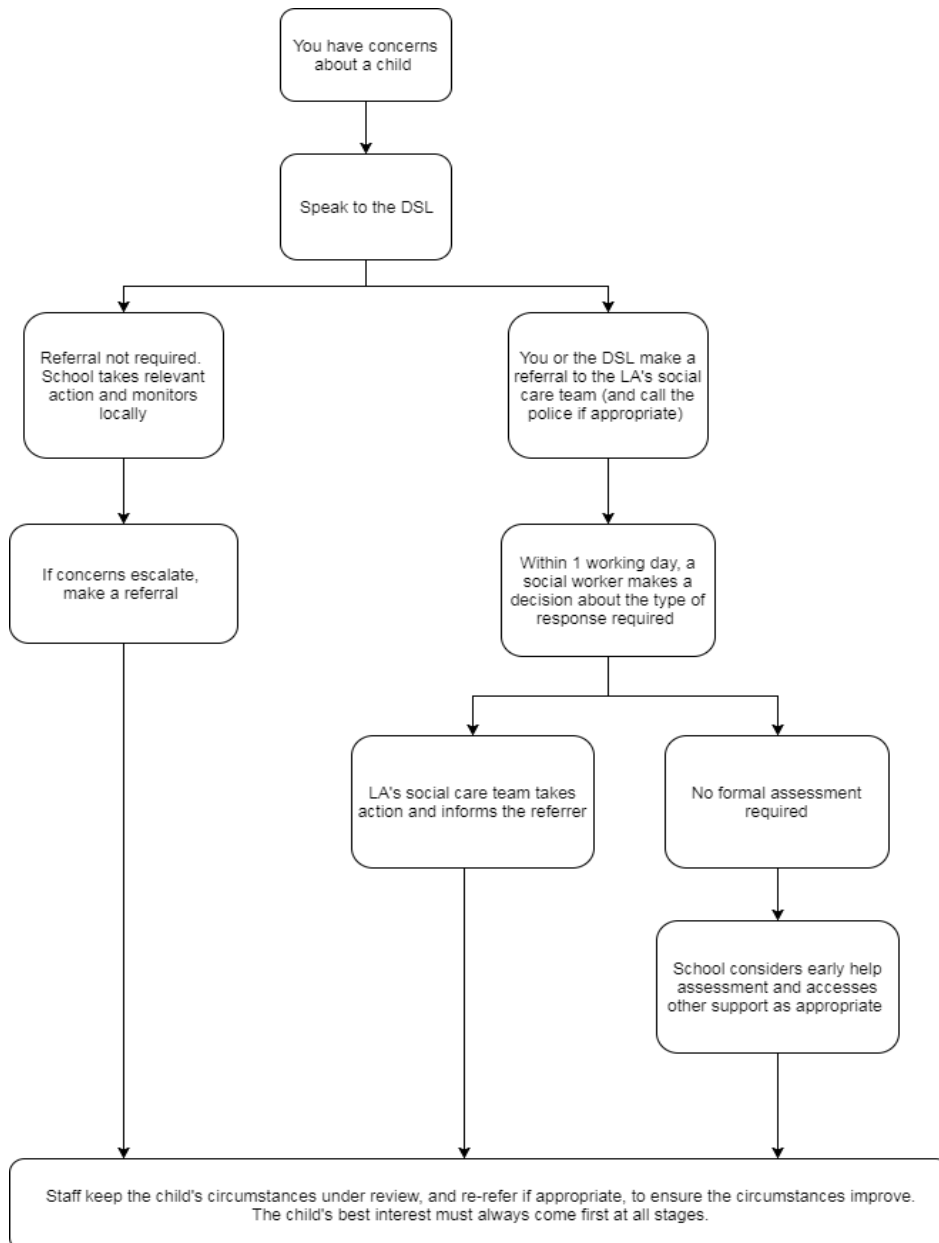 You have concerns
about a child
Speak to the DSL
Referral not required.
School takes relevant
action and monitors
locally
You or the DSL make a
referral to the LA's social
care team (and call the
police if appropriate)
If concerns escalate,
make a referral
Within 1 working day, a
social worker makes a
decision about the type of
response required
LA's social care team takes
action and informs the referrer
No formal assessment
required
School considers early help
assessment and accesses
other support as appropriate
Staff keep the child's circumstances under review, and re-refer if appropriate, to ensure the circumstances improve.
The child's best interest must always come first at all stages.